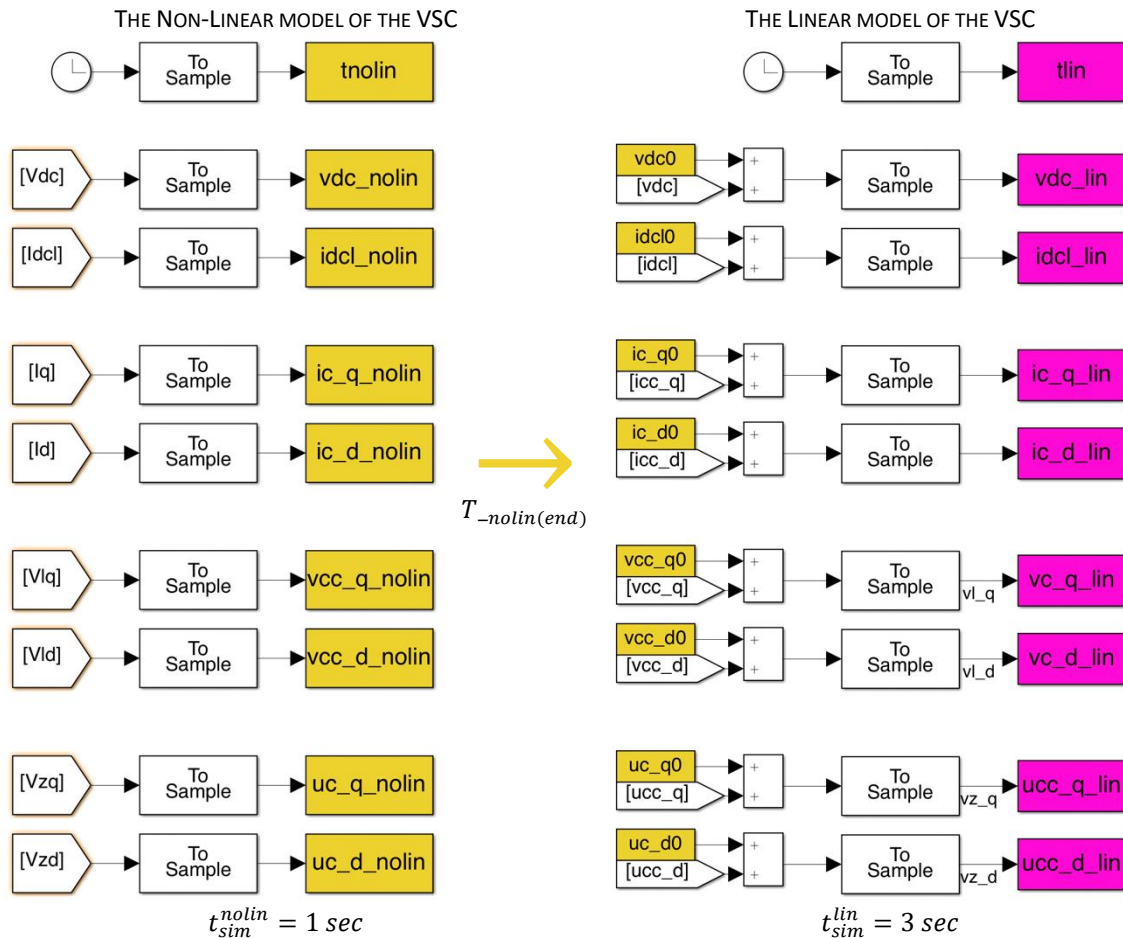 THE NON-LINEAR MODEL OF THE VSC
To
Sample
tnolin
[Vdc]
To
Sample
vdc_nolin
[Idcl]
To
Sample
idcl_nolin
[Iq]
To
Sample
ic_q_nolin
[Id]
To
Sample
ic_d_nolin
[Vlq]
To
Sample
vcc_q_nolin
[Vld]
To
Sample
vcc_d_nolin
[Vzq]
To
Sample
uc_q_nolin
[Vzd]
To
Sample
uc_d_nolin
t_{sim}^{nolin} = 1 sec
T_{_nolin(end)}
THE LINEAR MODEL OF THE VSC
To
Sample
tlin
vdc0
[vdc]
+
+
To
Sample
vdc_lin
idcl0
[idcl]
+
+
To
Sample
idcl_lin
ic_q0
[icc_q]
+
+
To
Sample
ic_q_lin
ic_d0
[icc_d]
+
+
To
Sample
ic_d_lin
vcc_q0
[vcc_q]
+
+
To
Sample
vl_q
vc_q_lin
vcc_d0
[vcc_d]
+
+
To
Sample
vl_d
vc_d_lin
uc_q0
[ucc_q]
+
+
To
Sample
vz_q
ucc_q_lin
uc_d0
[ucc_d]
+
+
To
Sample
vz_d
ucc_d_lin
t_{sim}^{lin} = 3 sec